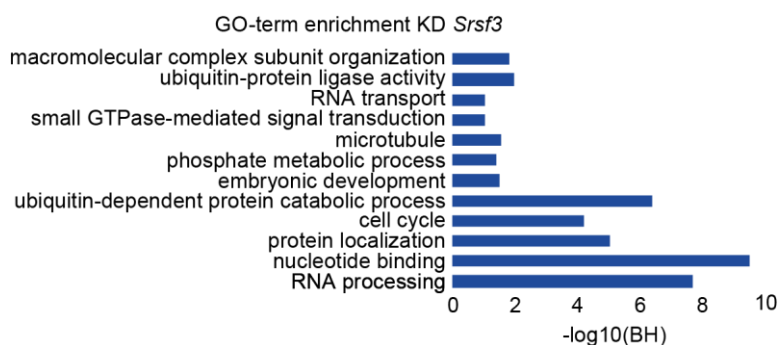 GO-term enrichment KD Srsf3
macromolecular complex subunit organization
ubiquitin-protein ligase activity
RNA transport
small GTPase-mediated signal transduction
microtubule
phosphate metabolic process
embryonic development
ubiquitin-dependent protein catabolic process
cell cycle
protein localization
nucleotide binding
RNA processing
0 2 4 6 8 10
-log10(BH)